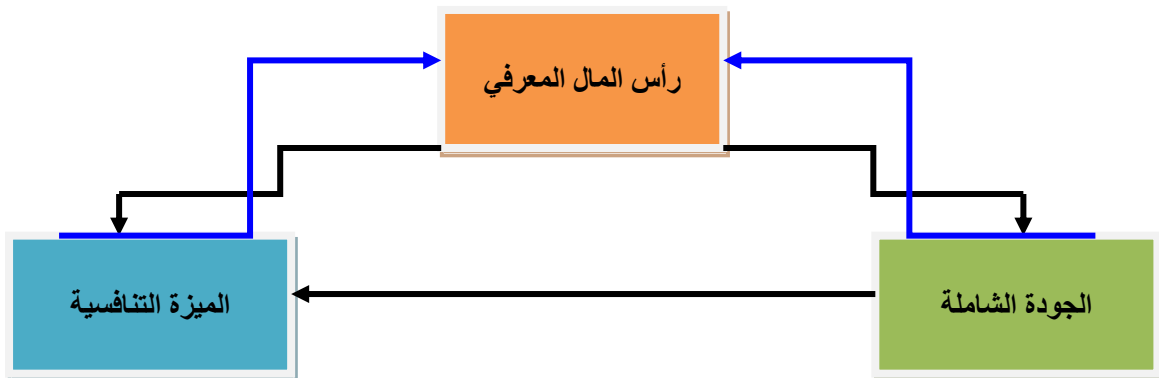 رأس المال المعرفي
الجودة الشاملة
الميزة التنافسية